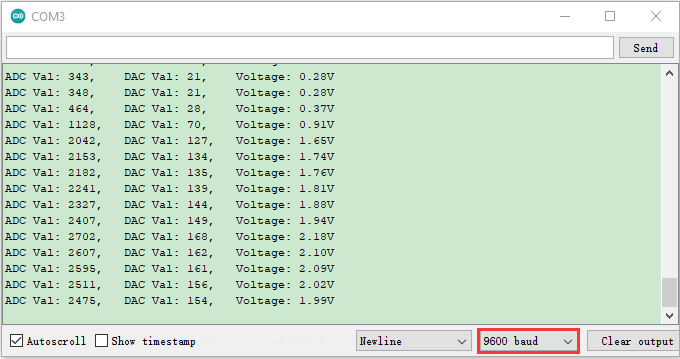 COM3
Send
ADC Val: 343,    DAC Val: 21,    Voltage: 0.28V
ADC Val: 348,    DAC Val: 21,    Voltage: 0.28V
ADC Val: 464,    DAC Val: 28,    Voltage: 0.37V
ADC Val: 1128,   DAC Val: 70,    Voltage: 0.91V
ADC Val: 2042,   DAC Val: 127,   Voltage: 1.65V
ADC Val: 2153,   DAC Val: 134,   Voltage: 1.74V
ADC Val: 2182,   DAC Val: 135,   Voltage: 1.76V
ADC Val: 2241,   DAC Val: 139,   Voltage: 1.81V
ADC Val: 2327,   DAC Val: 144,   Voltage: 1.88V
ADC Val: 2407,   DAC Val: 149,   Voltage: 1.94V
ADC Val: 2702,   DAC Val: 168,   Voltage: 2.18V
ADC Val: 2607,   DAC Val: 162,   Voltage: 2.10V
ADC Val: 2595,   DAC Val: 161,   Voltage: 2.09V
ADC Val: 2511,   DAC Val: 156,   Voltage: 2.02V
ADC Val: 2475,   DAC Val: 154,   Voltage: 1.99V
Autoscroll Show timestamp Newline 9600 baud Clear output